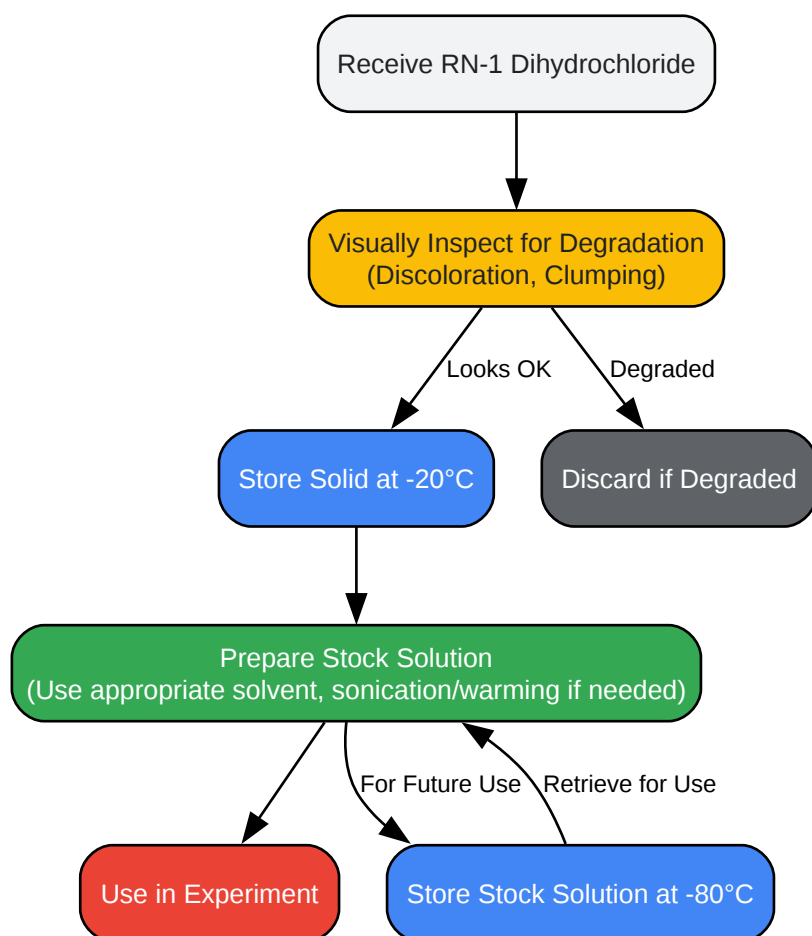 Receive RN-1 Dihydrochloride
Visually Inspect for Degradation
(Discoloration, Clumping)
Looks OK
Degraded
Store Solid at -20°C
Discard if Degraded
Prepare Stock Solution
(Use appropriate solvent, sonication/warming if needed)
For Future Use
Retrieve for Use
Use in Experiment
Store Stock Solution at -80°C